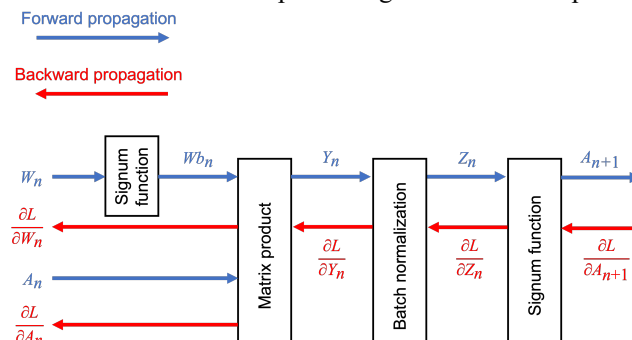 Forward propagation
Backward propagation
Signum function
Wbₙ
Yₙ
Zₙ
Aₙ₊₁
Wₙ
Matrix product
Batch normalization
Signum function
∂L/∂Wₙ
∂L/∂Yₙ
∂L/∂Zₙ
∂L/∂Aₙ₊₁
Aₙ
∂L/∂Aₙ